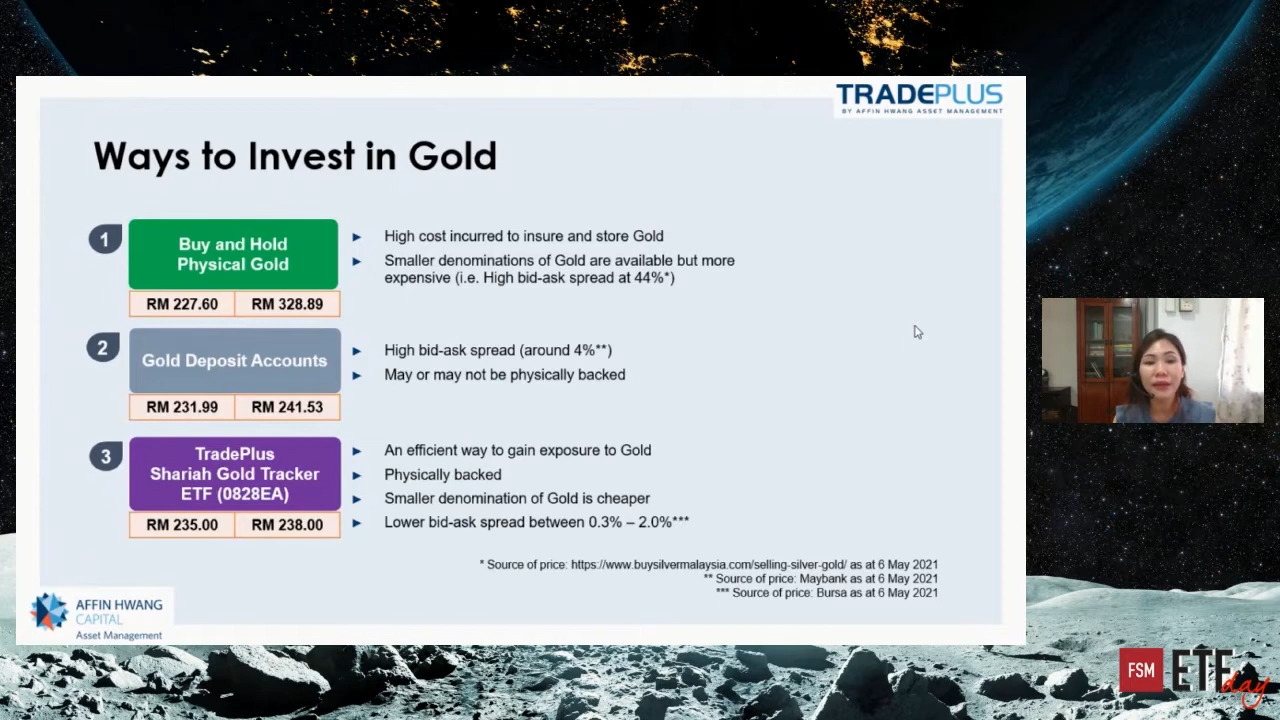 TRADEPLUS
BY AFFIN HWANG ASSET MANAGEMENT
Ways to Invest in Gold
1
Buy and Hold
Physical Gold
RM 227.60 RM 328.89
► High cost incurred to insure and store Gold
► Smaller denominations of Gold are available but more
expensive (i.e. High bid-ask spread at 44%*)
2
Gold Deposit Accounts
RM 231.99 RM 241.53
► High bid-ask spread (around 4%**)
► May or may not be physically backed
3
TradePlus
Shariah Gold Tracker
ETF (0828EA)
RM 235.00 RM 238.00
► An efficient way to gain exposure to Gold
► Physically backed
► Smaller denomination of Gold is cheaper
► Lower bid-ask spread between 0.3% – 2.0%***
* Source of price: https://www.buysilvermalaysia.com/selling-silver-gold/ as at 6 May 2021
** Source of price: Maybank as at 6 May 2021
*** Source of price: Bursa as at 6 May 2021
AFFIN HWANG
CAPITAL
Asset Management
FSM ETF day